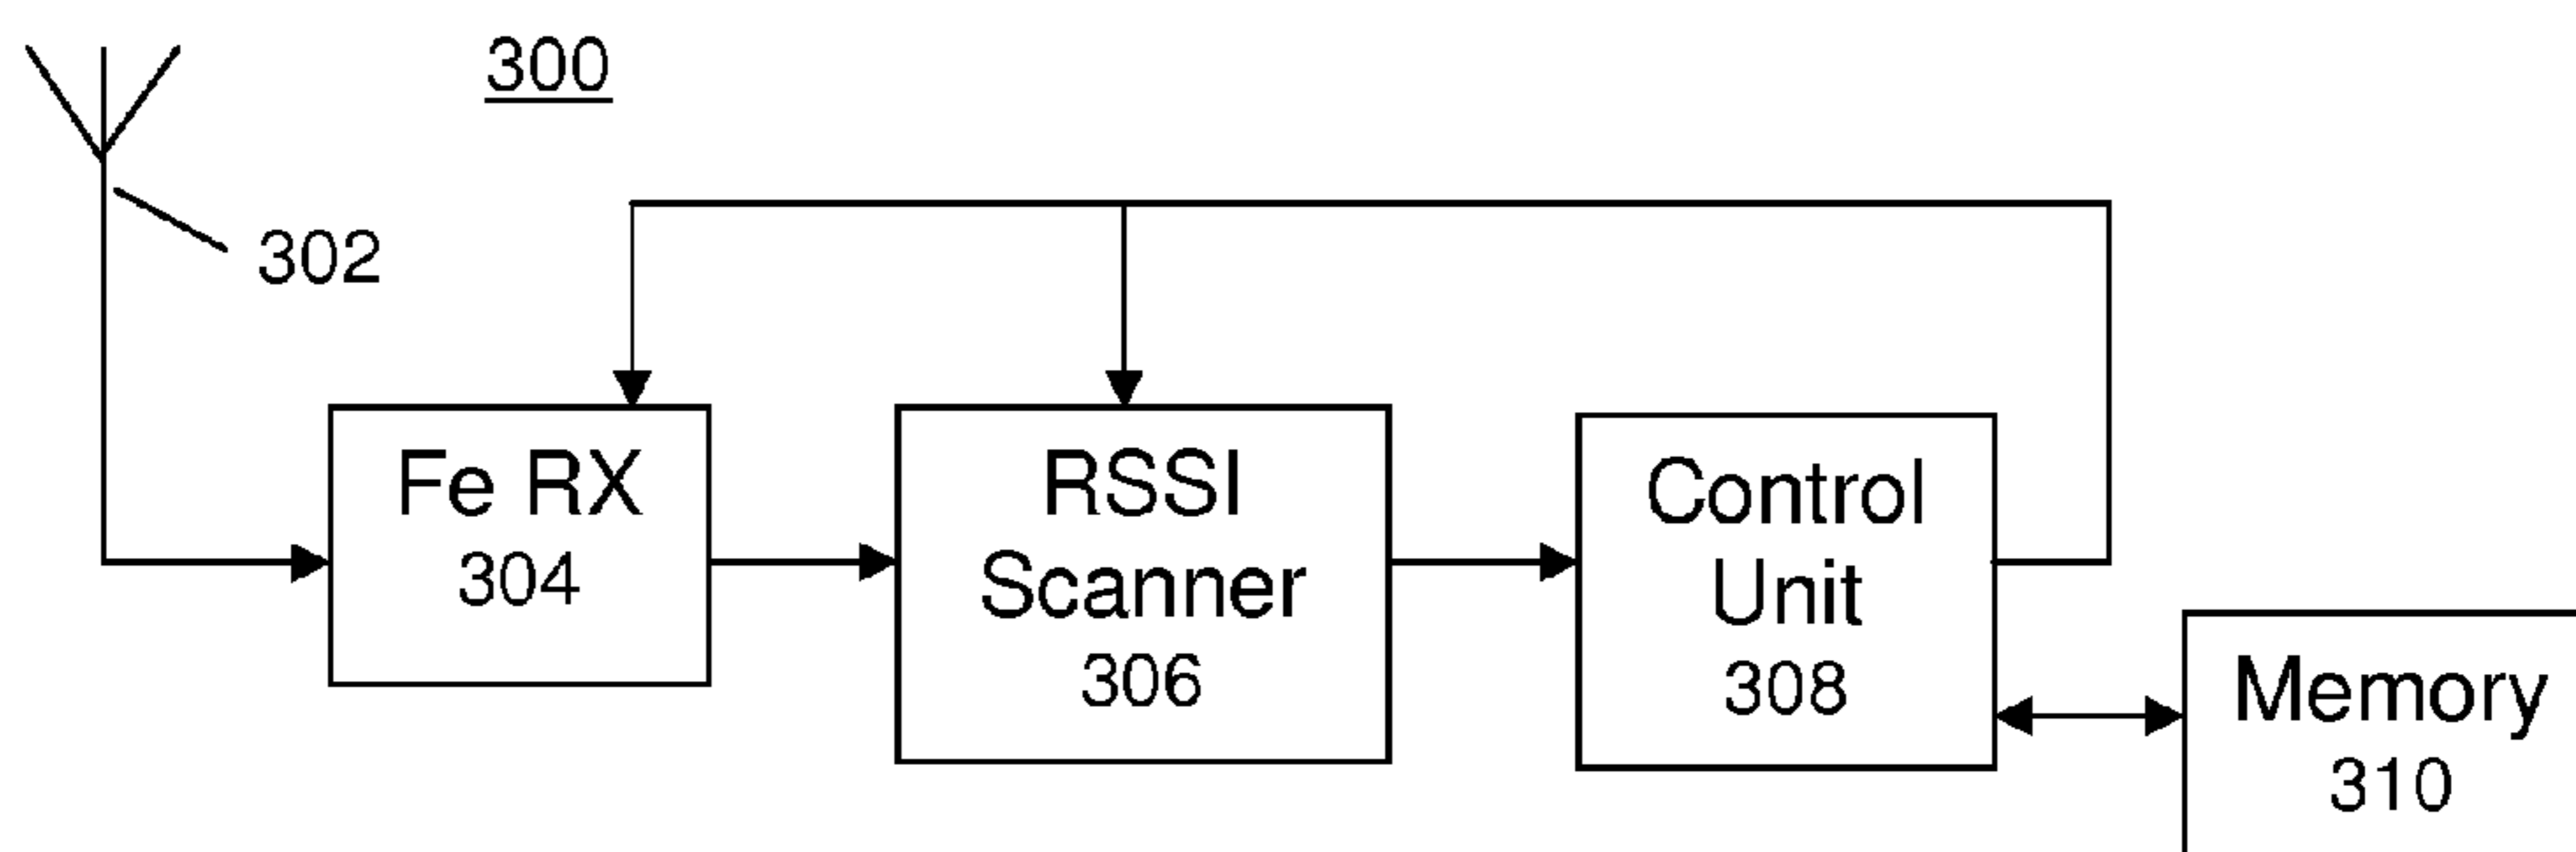 300
302
Fe RX
304
RSSI
Scanner
306
Control
Unit
308
Memory
310